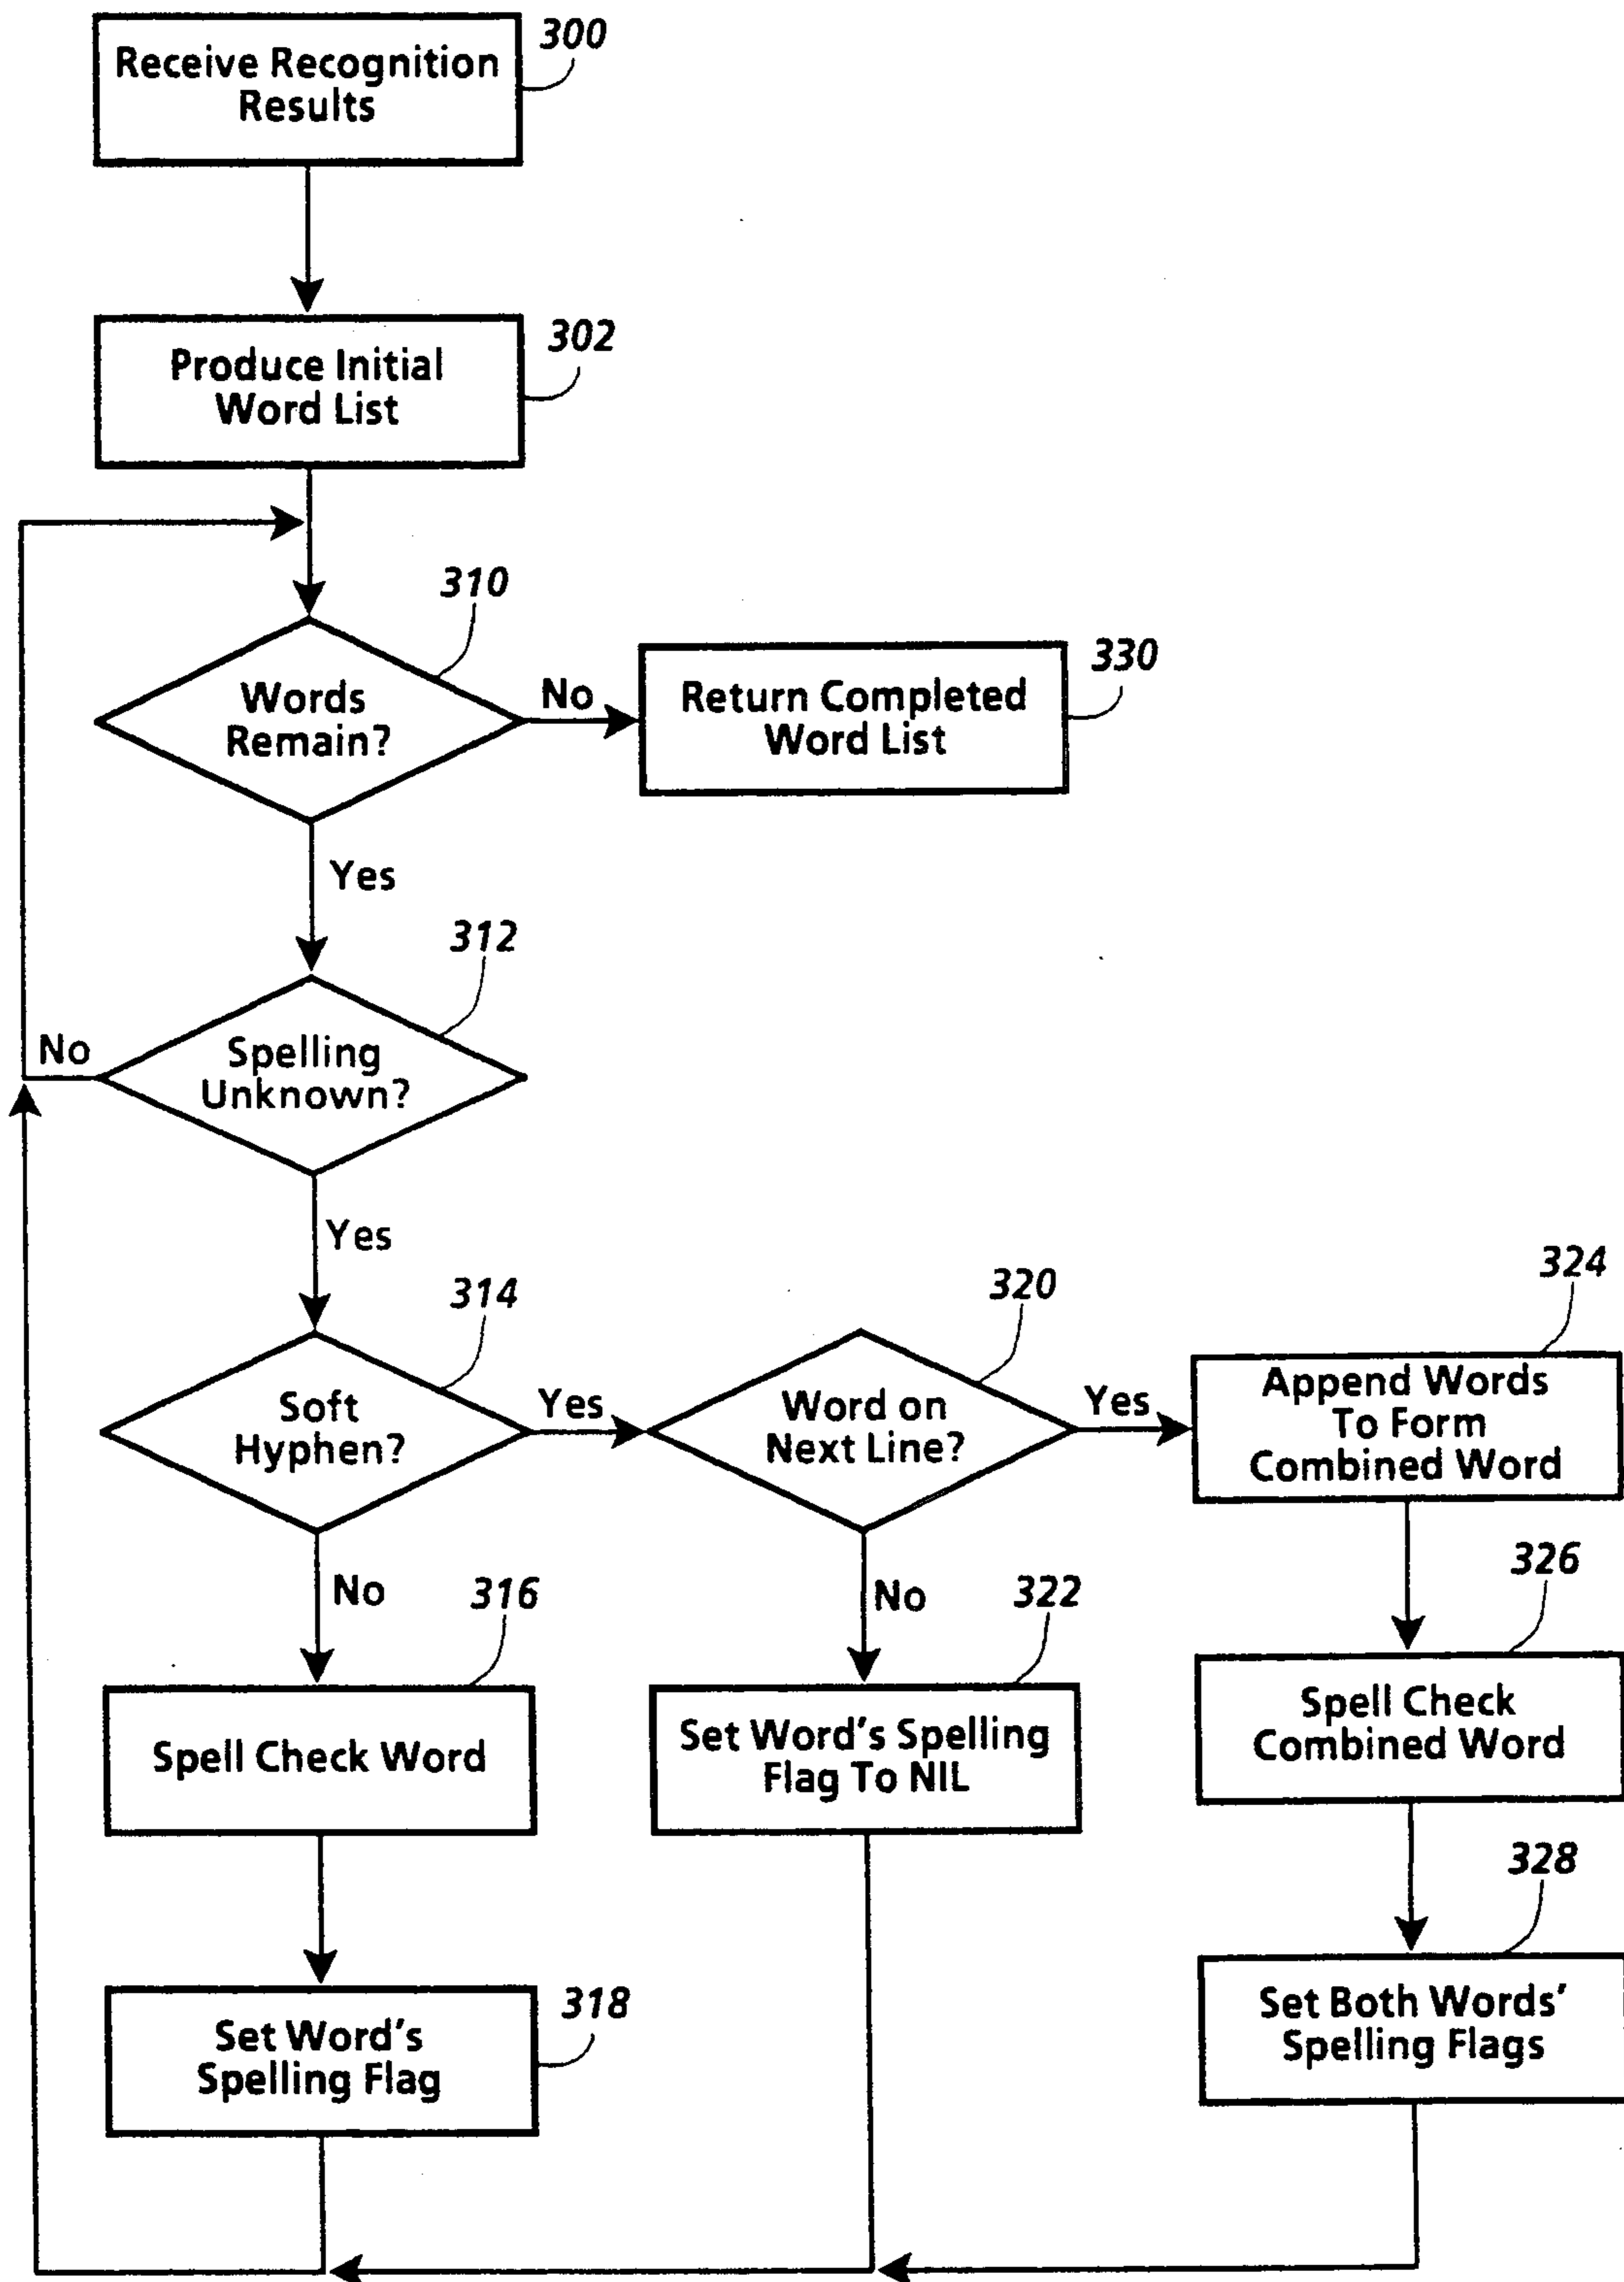 300
Receive Recognition
Results
302
Produce Initial
Word List
310
Words
Remain?
No
330
Return Completed
Word List
Yes
312
No
Spelling
Unknown?
Yes
314
Soft
Hyphen?
Yes
320
Word on
Next Line?
Yes
324
Append Words
To Form
Combined Word
No
316
Spell Check Word
No
322
Set Word's Spelling
Flag To NIL
326
Spell Check
Combined Word
318
Set Word's
Spelling Flag
328
Set Both Words'
Spelling Flags